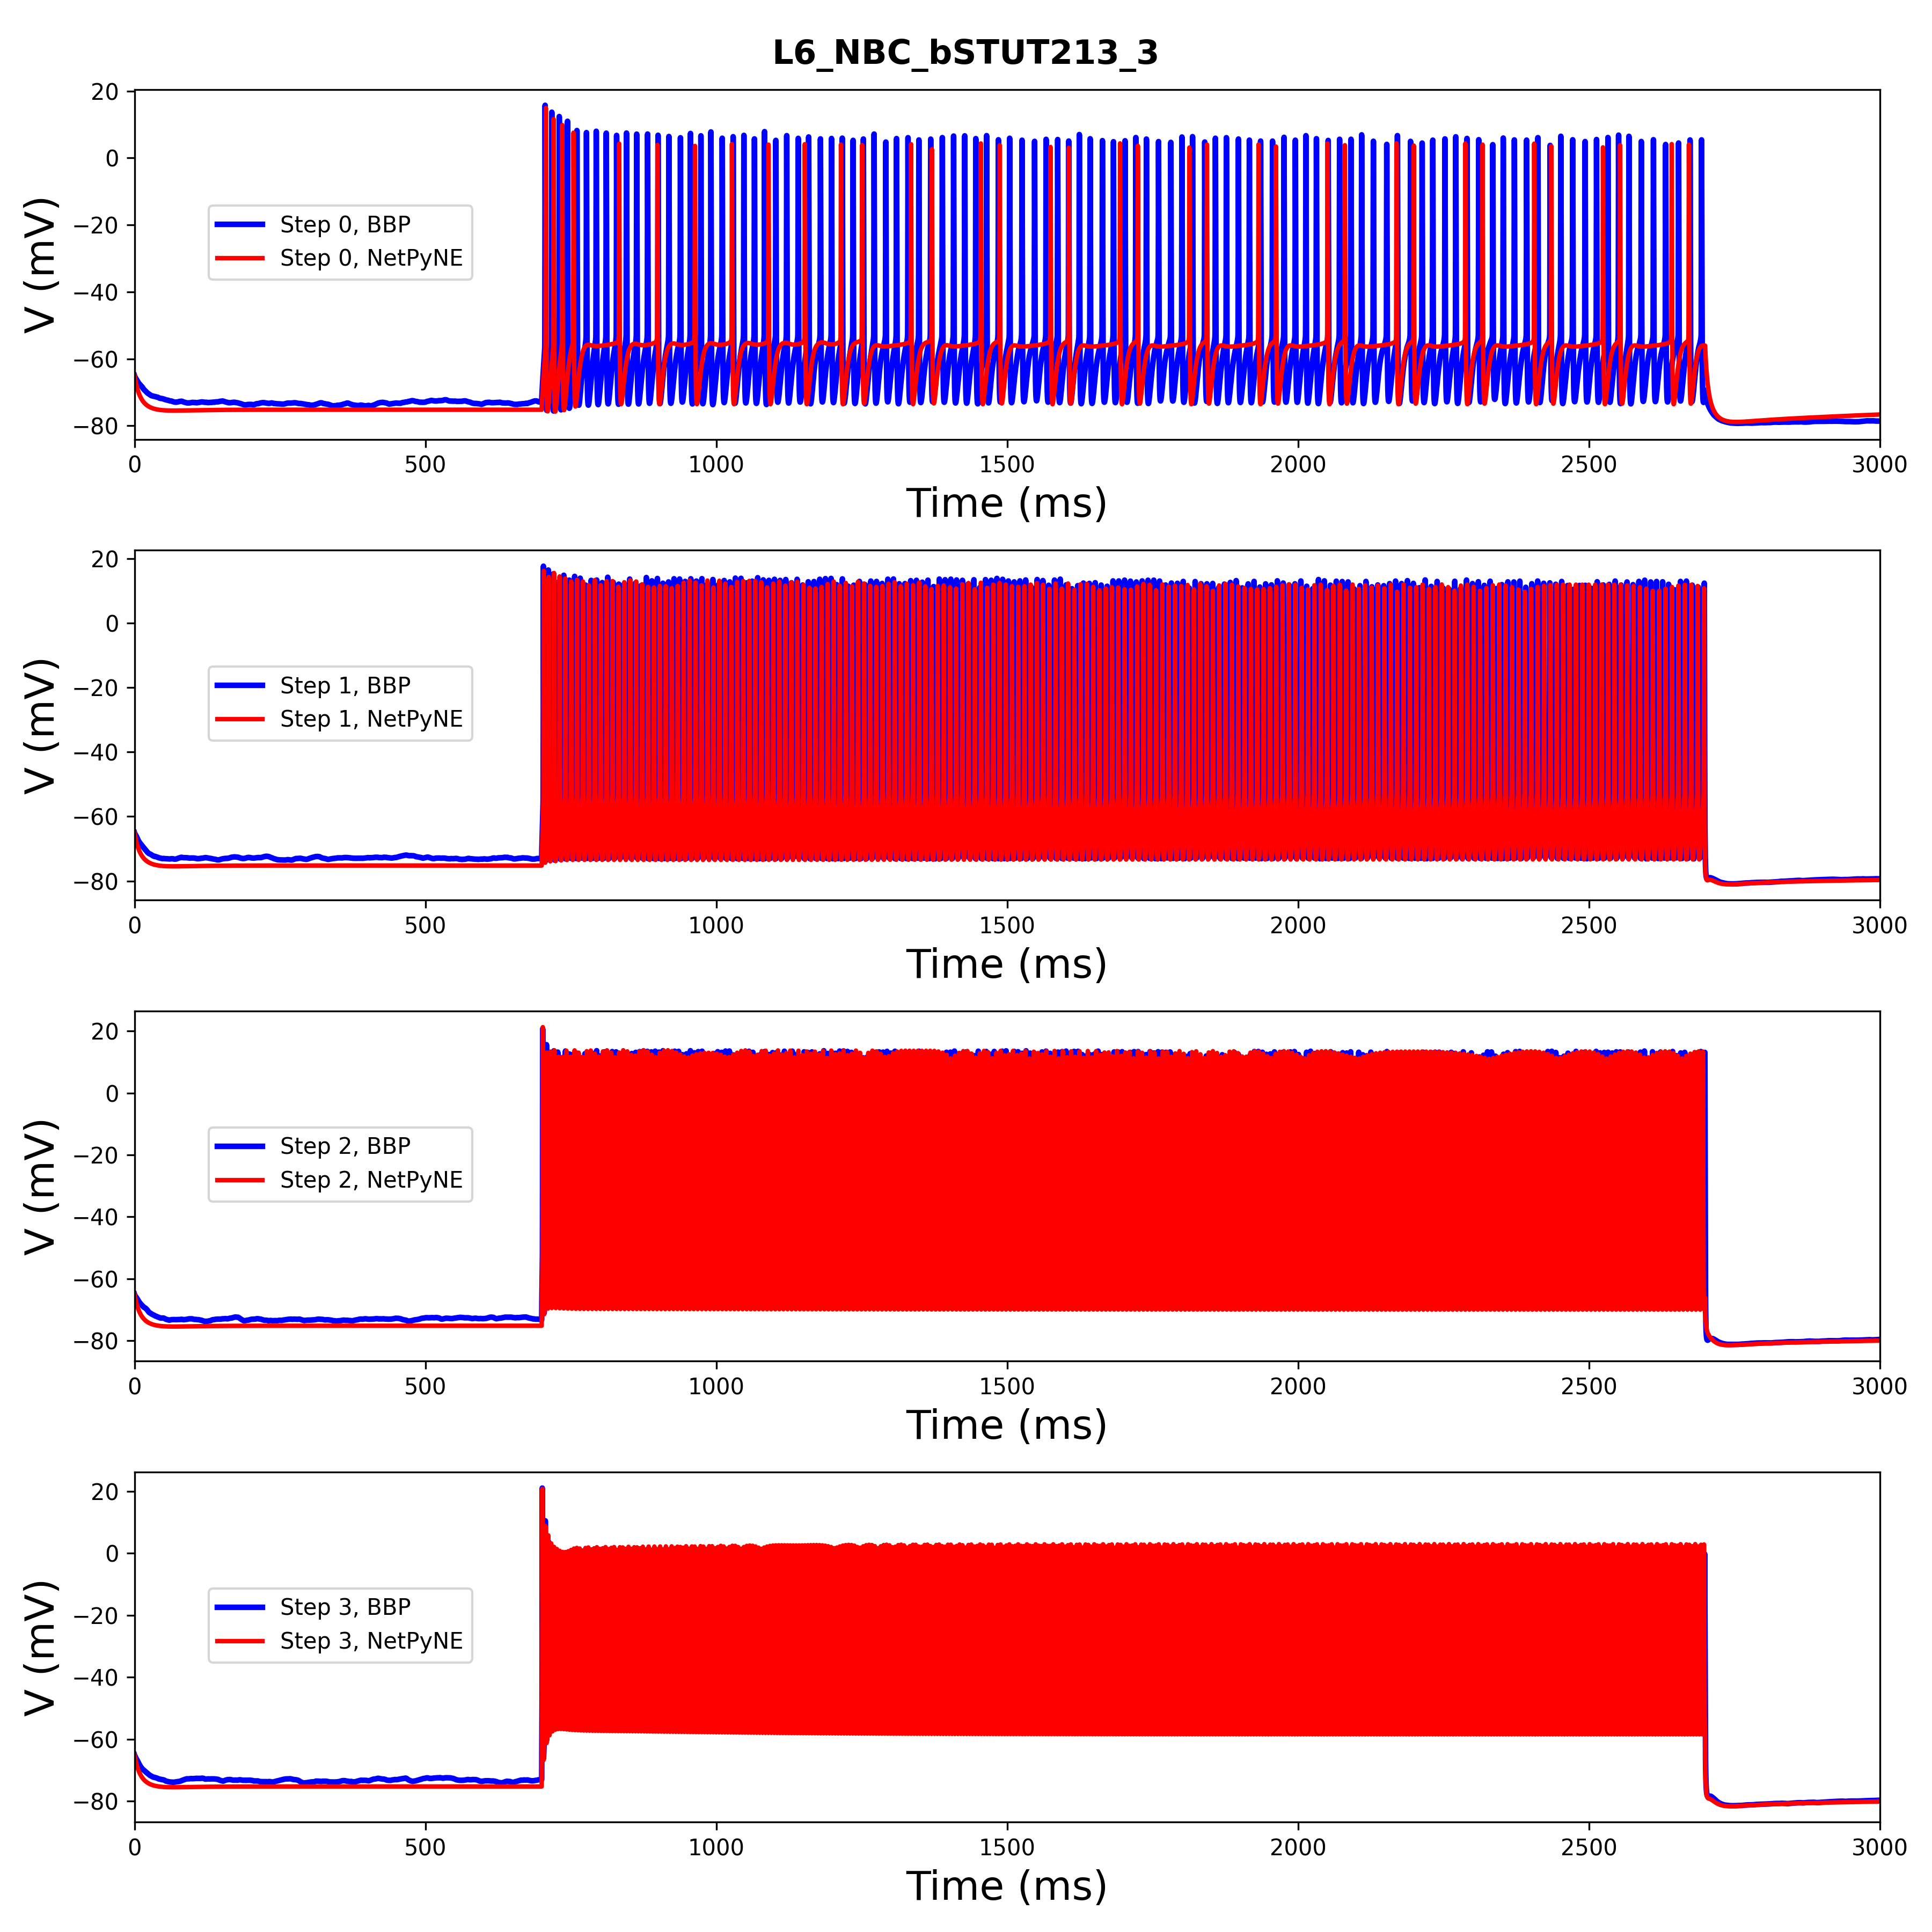 L6_NBC_bSTUT213_3
20
0
−20
−40
−60
−80
V (mV)
Step 0, BBP
Step 0, NetPyNE
0 500 1000 1500 2000 2500 3000
Time (ms)
20
0
−20
−40
−60
−80
V (mV)
Step 1, BBP
Step 1, NetPyNE
0 500 1000 1500 2000 2500 3000
Time (ms)
20
0
−20
−40
−60
−80
V (mV)
Step 2, BBP
Step 2, NetPyNE
0 500 1000 1500 2000 2500 3000
Time (ms)
20
0
−20
−40
−60
−80
V (mV)
Step 3, BBP
Step 3, NetPyNE
0 500 1000 1500 2000 2500 3000
Time (ms)